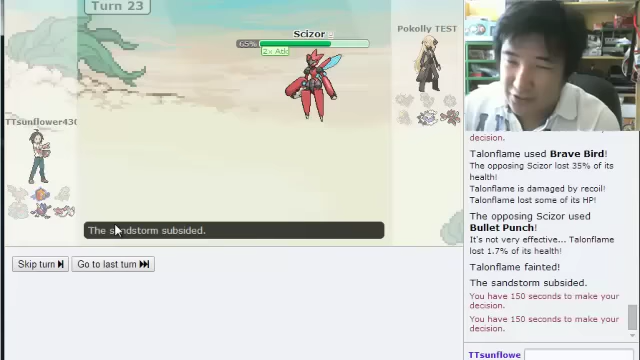 Turn 23
Scizor
65%
2x Atk
Pokolly TEST
TTsunflower430
The sandstorm subsided.
Skip turn
Go to last turn
decision.
Talonflame used Brave Bird!
The opposing Scizor lost 35% of its
health!
Talonflame is damaged by recoil!
Talonflame lost some of its HP!
The opposing Scizor used
Bullet Punch!
It's not very effective... Talonflame
lost 1.7% of its health!
Talonflame fainted!
The sandstorm subsided.
You have 150 seconds to make your
decision.
You have 150 seconds to make your
decision.
TTsunflowe